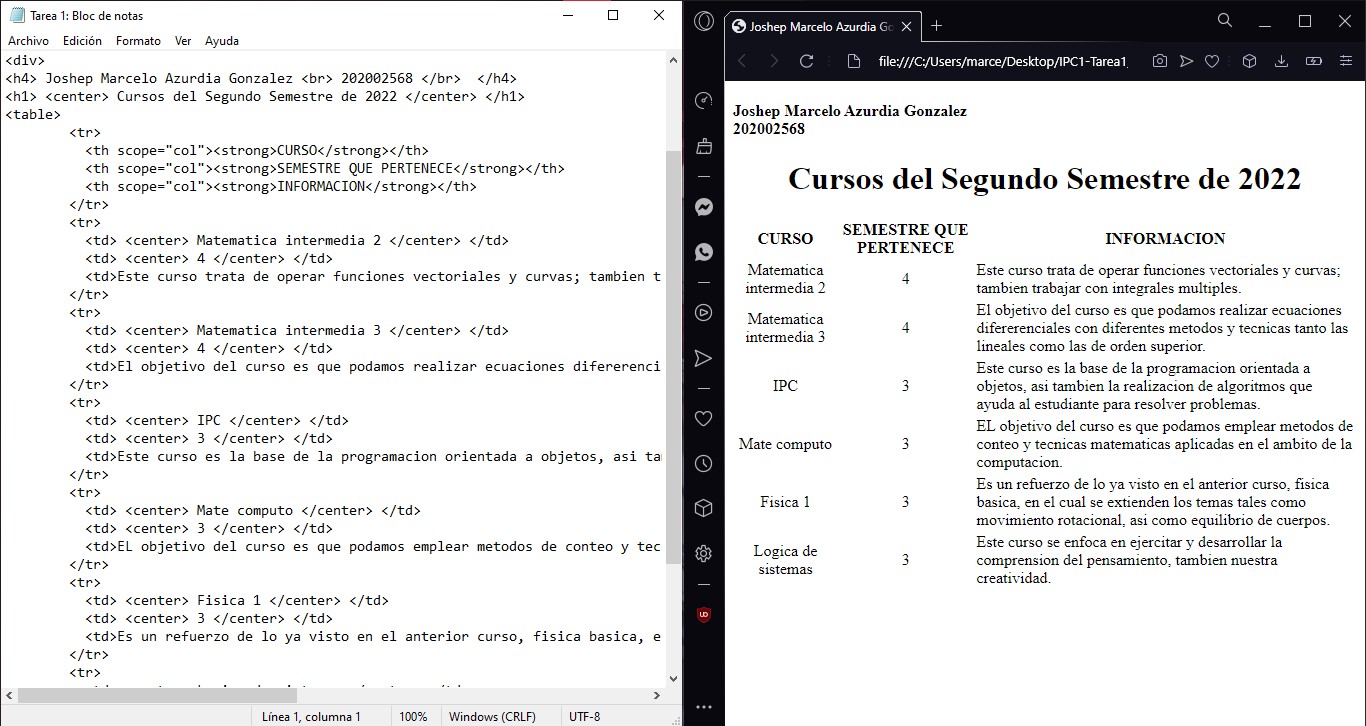 Tarea 1: Bloc de notas
Archivo Edición Formato Ver Ayuda
<div>
<h4> Joshep Marcelo Azurdia Gonzalez <br> 202002568 </br>  </h4>
<h1> <center> Cursos del Segundo Semestre de 2022 </center> </h1>
<table>
<tr>
<th scope="col"><strong>CURSO</strong></th>
<th scope="col"><strong>SEMESTRE QUE PERTENECE</strong></th>
<th scope="col"><strong>INFORMACION</strong></th>
</tr>
<tr>
<td> <center> Matematica intermedia 2 </center> </td>
<td> <center> 4 </center> </td>
<td>Este curso trata de operar funciones vectoriales y curvas; tambien t
</tr>
<tr>
<td> <center> Matematica intermedia 3 </center> </td>
<td> <center> 4 </center> </td>
<td>El objetivo del curso es que podamos realizar ecuaciones difererenci
</tr>
<tr>
<td> <center> IPC </center> </td>
<td> <center> 3 </center> </td>
<td>Este curso es la base de la programacion orientada a objetos, asi ta
</tr>
<tr>
<td> <center> Mate computo </center> </td>
<td> <center> 3 </center> </td>
<td>EL objetivo del curso es que podamos emplear metodos de conteo y tec
</tr>
<tr>
<td> <center> Fisica 1 </center> </td>
<td> <center> 3 </center> </td>
<td>Es un refuerzo de lo ya visto en el anterior curso, fisica basica, e
</tr>
<tr>
Línea 1, columna 1 100% Windows (CRLF) UTF-8
Joshep Marcelo Azurdia Go
file:///C:/Users/marce/Desktop/IPC1-Tarea1
Joshep Marcelo Azurdia Gonzalez
202002568
Cursos del Segundo Semestre de 2022
CURSO
SEMESTRE QUE
PERTENECE
INFORMACION
Matematica
intermedia 2
4
Este curso trata de operar funciones vectoriales y curvas;
tambien trabajar con integrales multiples.
Matematica
intermedia 3
4
El objetivo del curso es que podamos realizar ecuaciones
difererenciales con diferentes metodos y tecnicas tanto las
lineales como las de orden superior.
IPC
3
Este curso es la base de la programacion orientada a
objetos, asi tambien la realizacion de algoritmos que
ayuda al estudiante para resolver problemas.
Mate computo
3
EL objetivo del curso es que podamos emplear metodos de
conteo y tecnicas matematicas aplicadas en el ambito de la
computacion.
Fisica 1
3
Es un refuerzo de lo ya visto en el anterior curso, fisica
basica, en el cual se extienden los temas tales como
movimiento rotacional, asi como equilibrio de cuerpos.
Logica de
sistemas
3
Este curso se enfoca en ejercitar y desarrollar la
comprension del pensamiento, tambien nuestra
creatividad.